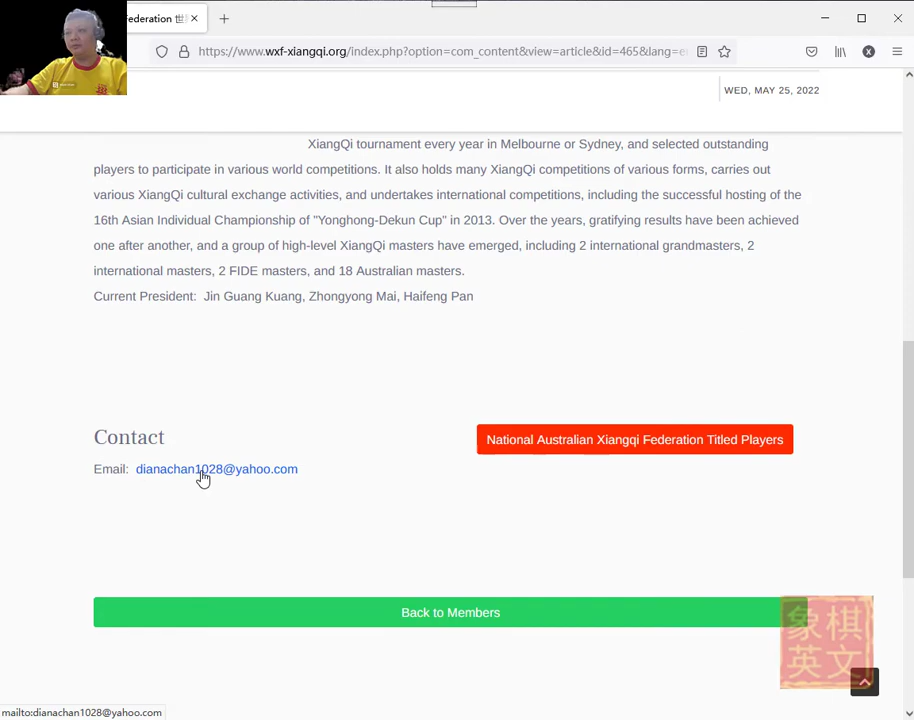 ederation 世
https://www.wxf-xiangqi.org/index.php?option=com_content&view=article&id=465&lang=e
WED, MAY 25, 2022
XiangQi tournament every year in Melbourne or Sydney, and selected outstanding
players to participate in various world competitions. It also holds many XiangQi competitions of various forms, carries out
various XiangQi cultural exchange activities, and undertakes international competitions, including the successful hosting of the
16th Asian Individual Championship of "Yonghong-Dekun Cup" in 2013. Over the years, gratifying results have been achieved
one after another, and a group of high-level XiangQi masters have emerged, including 2 international grandmasters, 2
international masters, 2 FIDE masters, and 18 Australian masters.
Current President: Jin Guang Kuang, Zhongyong Mai, Haifeng Pan
Contact
National Australian Xiangqi Federation Titled Players
Email: dianachan1028@yahoo.com
Back to Members
象棋
英文
mailto:dianachan1028@yahoo.com